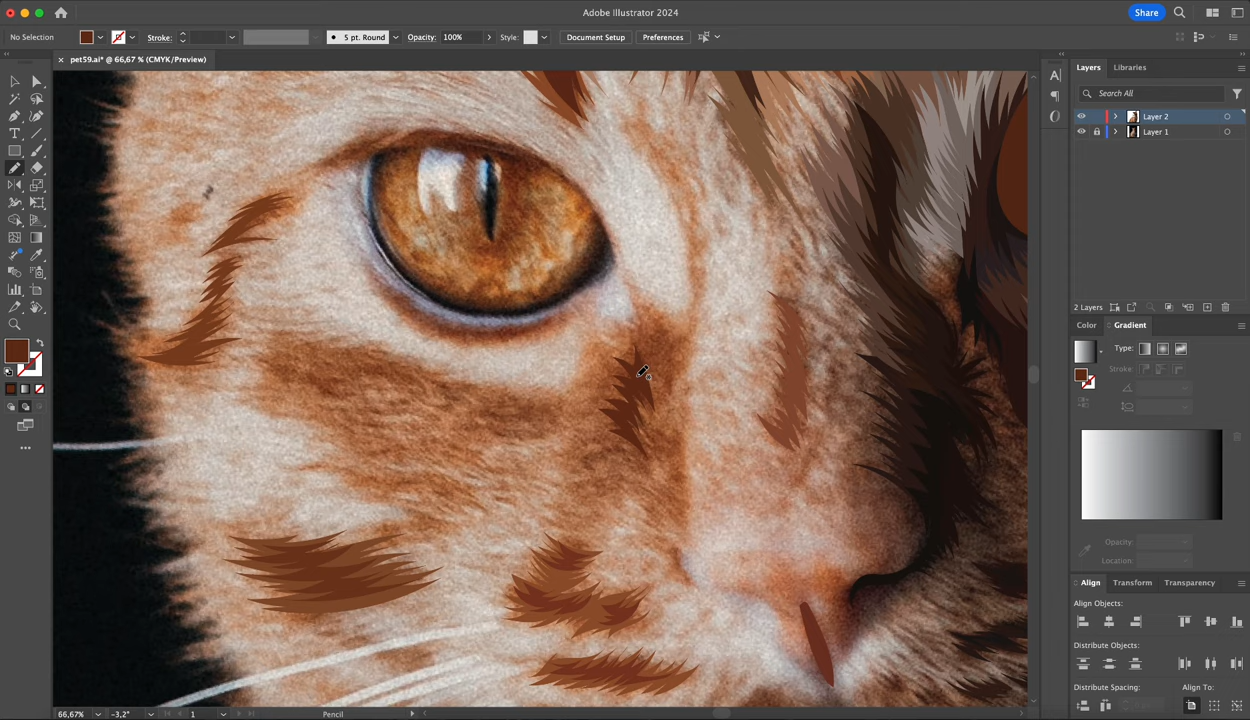 Adobe Illustrator 2024
Share
No Selection
Stroke:
5 pt. Round
Opacity:
100%
Style:
Document Setup
Preferences
pet59.ai* @ 66,67 % (CMYK/Preview)
Layers
Libraries
Search All
Layer 2
Layer 1
2 Layers
Color
Gradient
Type:
Stroke:
Opacity:
Location:
Align
Transform
Transparency
Align Objects:
Distribute Objects:
Distribute Spacing:
Align To:
66,67%
-3,2°
1
Pencil